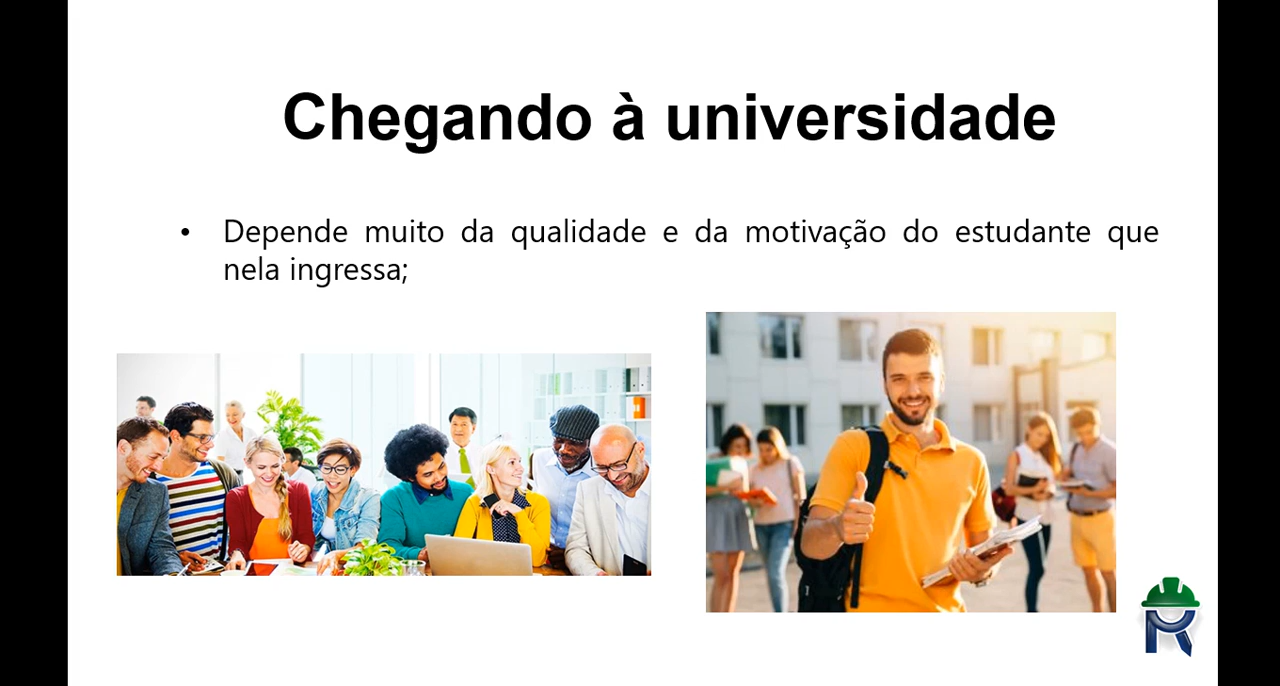 Chegando à universidade
• Depende muito da qualidade e da motivação do estudante que
nela ingressa;